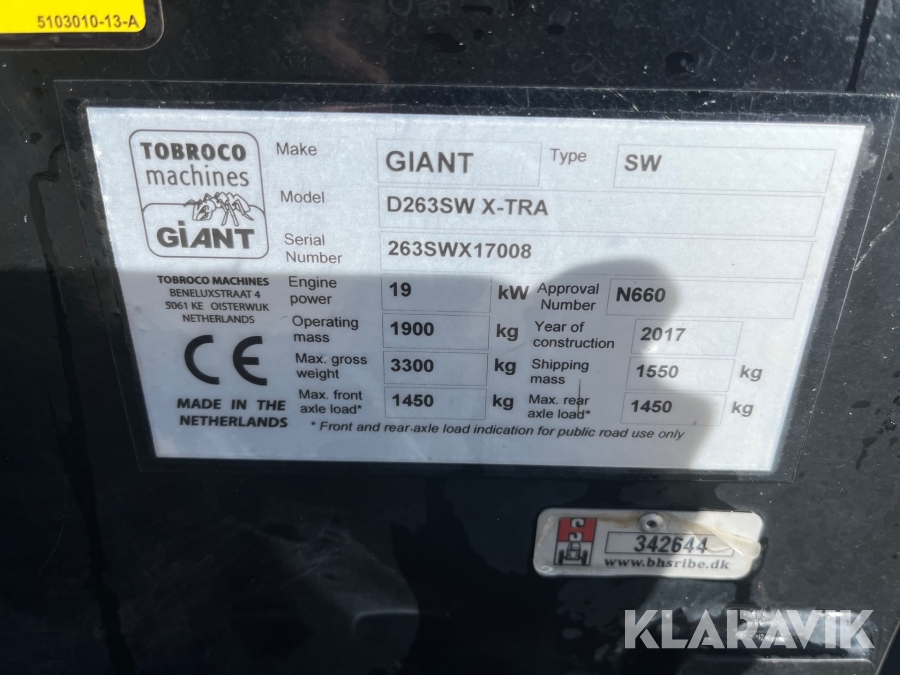 5103010-13-A
TOBROCO
machines
GiANT
TOBROCO MACHINES
BENELUXSTRAAT 4
5061 KE OISTERWIJK
NETHERLANDS
CE
MADE IN THE
NETHERLANDS
Make GIANT Type SW
Model D263SW X-TRA
Serial
Number 263SWX17008
Engine
power 19 kW Approval
Number N660
Operating
mass 1900 kg Year of
construction 2017
Max. gross
weight 3300 kg Shipping
mass 1550 kg
Max. front
axle load* 1450 kg Max. rear
axle load* 1450 kg
* Front and rear-axle load indication for public road use only
342644
www.bhsribe.dk
KLARAVIK